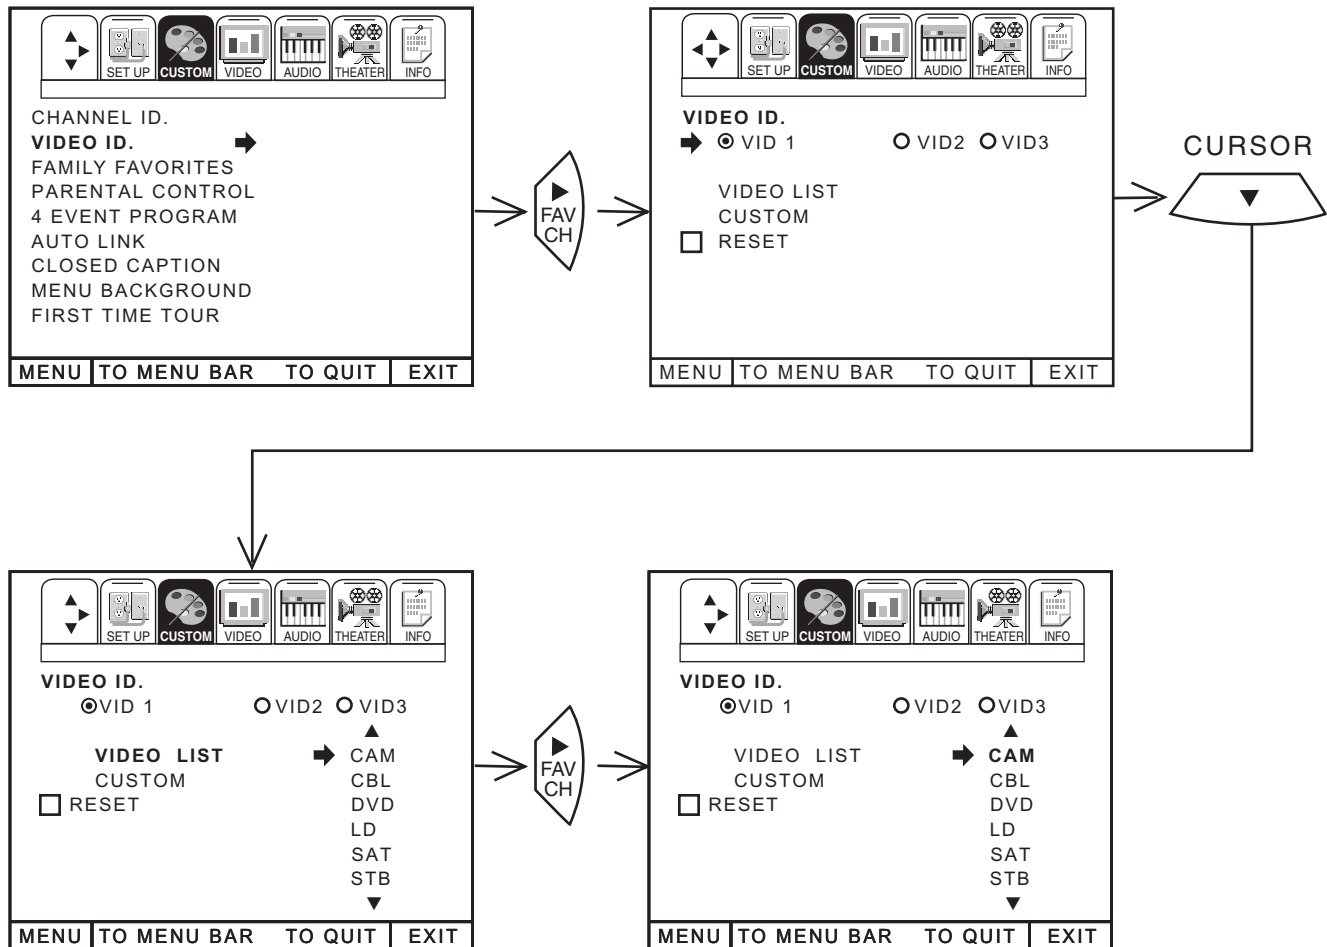 SET UP CUSTOM VIDEO AUDIO THEATER INFO
CHANNEL ID.
VIDEO ID.
FAMILY FAVORITES
PARENTAL CONTROL
4 EVENT PROGRAM
AUTO LINK
CLOSED CAPTION
MENU BACKGROUND
FIRST TIME TOUR
MENU TO MENU BAR TO QUIT EXIT
FAV
CH
SET UP CUSTOM VIDEO AUDIO THEATER INFO
VIDEO ID.
VID 1 VID2 VID3
VIDEO LIST
CUSTOM
RESET
MENU TO MENU BAR TO QUIT EXIT
CURSOR
SET UP CUSTOM VIDEO AUDIO THEATER INFO
VIDEO ID.
VID 1 VID2 VID3
VIDEO LIST CAM
CUSTOM CBL
RESET DVD
LD
SAT
STB
MENU TO MENU BAR TO QUIT EXIT
FAV
CH
SET UP CUSTOM VIDEO AUDIO THEATER INFO
VIDEO ID.
VID 1 VID2 VID3
VIDEO LIST CAM
CUSTOM CBL
RESET DVD
LD
SAT
STB
MENU TO MENU BAR TO QUIT EXIT